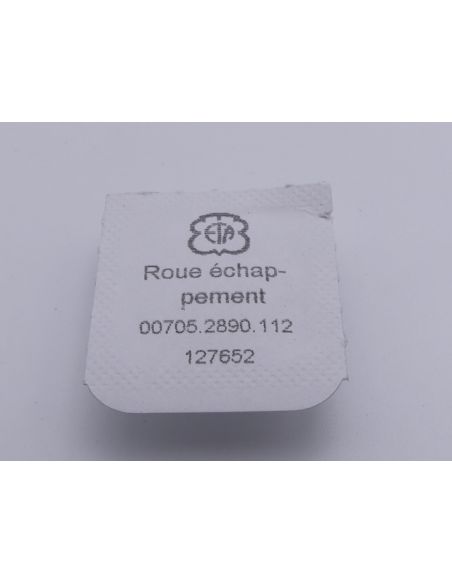 ETA
Roue échap-
pement
00705.2890.112
127652